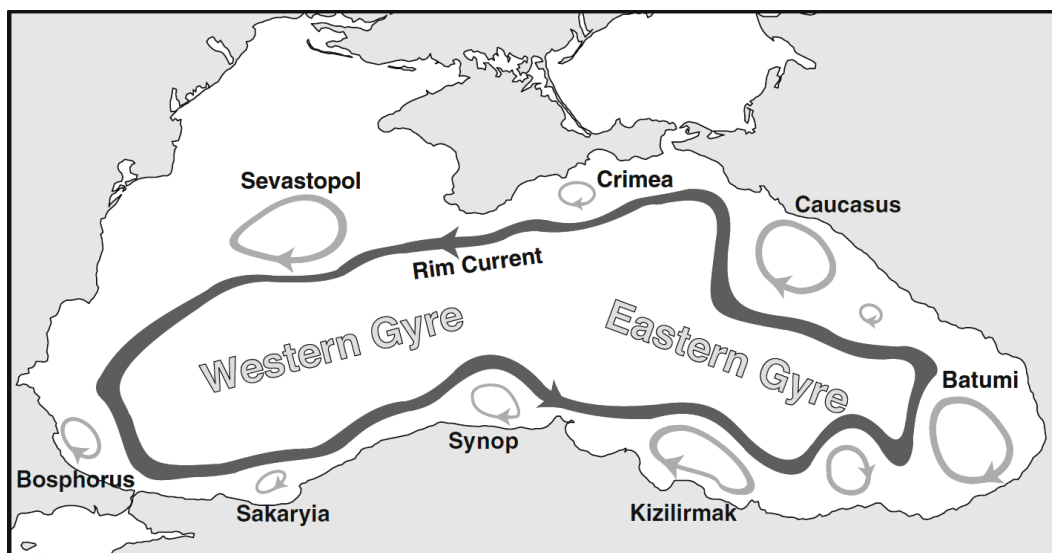 Sevastopol
Crimea
Caucasus
Rim Current
Western Gyre
Eastern Gyre
Batumi
Synop
Bosphorus
Sakaryia
Kizilirmak